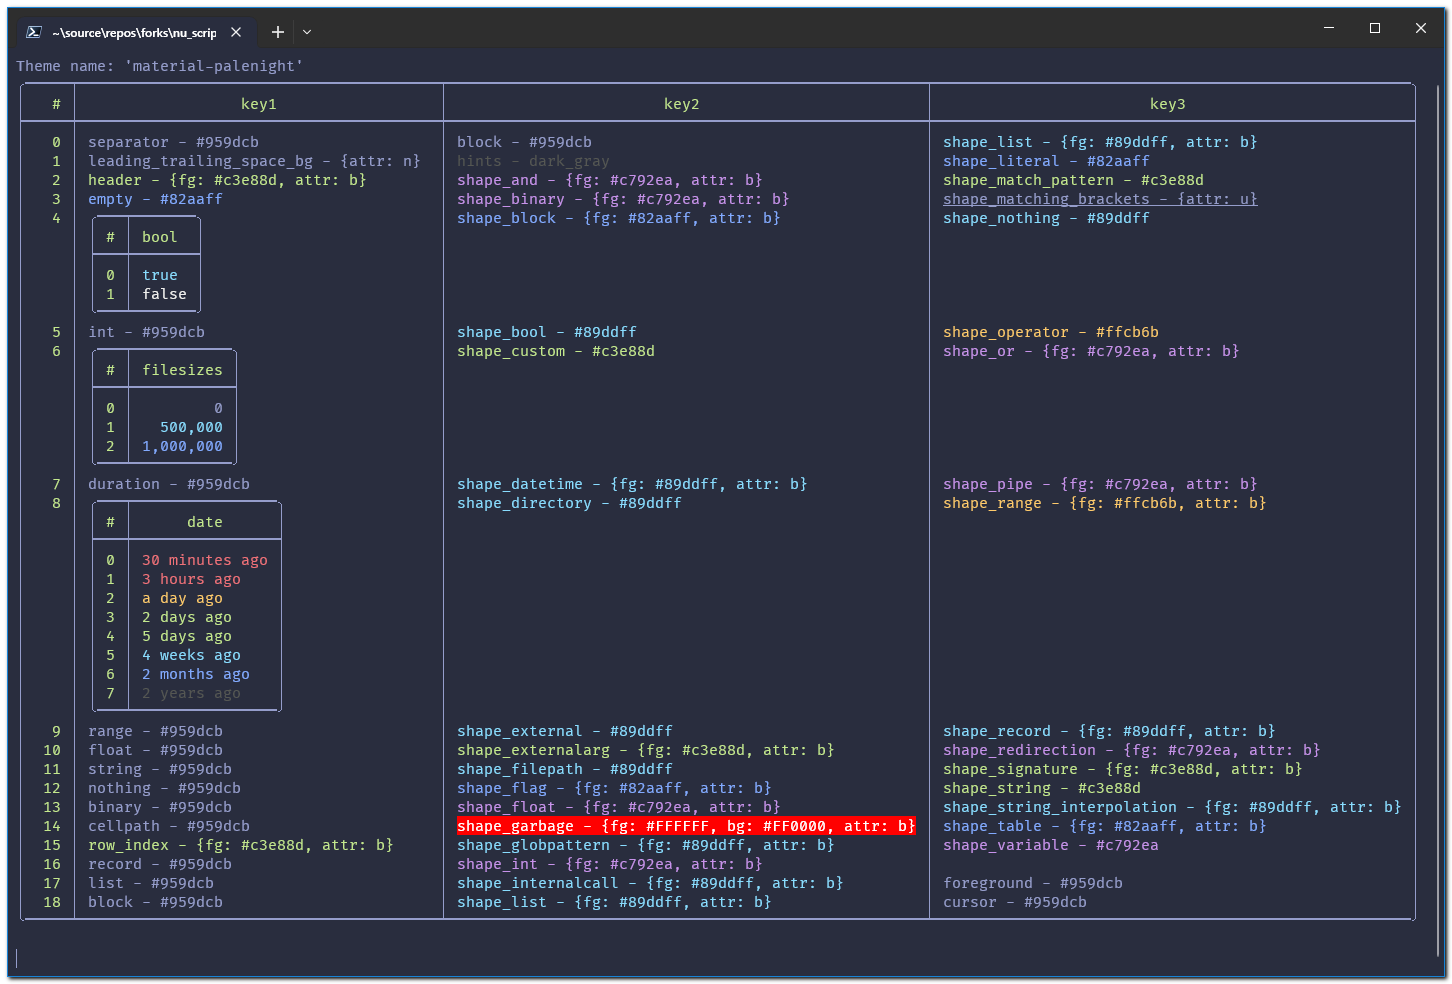 ~\source\repos\forks\nu_scrip
Theme name: 'material-palenight'
# key1 key2 key3
0 separator - #959dcb block - #959dcb shape_list - {fg: #89ddff, attr: b}
1 leading_trailing_space_bg - {attr: n} hints - dark_gray shape_literal - #82aaff
2 header - {fg: #c3e88d, attr: b} shape_and - {fg: #c792ea, attr: b} shape_match_pattern - #c3e88d
3 empty - #82aaff shape_binary - {fg: #c792ea, attr: b} shape_matching_brackets - {attr: u}
4 shape_block - {fg: #82aaff, attr: b} shape_nothing - #89ddff
# bool
0 true
1 false
5 int - #959dcb shape_bool - #89ddff shape_operator - #ffcb6b
6 shape_custom - #c3e88d shape_or - {fg: #c792ea, attr: b}
# filesizes
0 0
1 500,000
2 1,000,000
7 duration - #959dcb shape_datetime - {fg: #89ddff, attr: b} shape_pipe - {fg: #c792ea, attr: b}
8 shape_directory - #89ddff shape_range - {fg: #ffcb6b, attr: b}
# date
0 30 minutes ago
1 3 hours ago
2 a day ago
3 2 days ago
4 5 days ago
5 4 weeks ago
6 2 months ago
7 2 years ago
9 range - #959dcb shape_external - #89ddff shape_record - {fg: #89ddff, attr: b}
10 float - #959dcb shape_externalarg - {fg: #c3e88d, attr: b} shape_redirection - {fg: #c792ea, attr: b}
11 string - #959dcb shape_filepath - #89ddff shape_signature - {fg: #c3e88d, attr: b}
12 nothing - #959dcb shape_flag - {fg: #82aaff, attr: b} shape_string - #c3e88d
13 binary - #959dcb shape_float - {fg: #c792ea, attr: b} shape_string_interpolation - {fg: #89ddff, attr: b}
14 cellpath - #959dcb shape_garbage - {fg: #FFFFFF, bg: #FF0000, attr: b} shape_table - {fg: #82aaff, attr: b}
15 row_index - {fg: #c3e88d, attr: b} shape_globpattern - {fg: #89ddff, attr: b} shape_variable - #c792ea
16 record - #959dcb shape_int - {fg: #c792ea, attr: b}
17 list - #959dcb shape_internalcall - {fg: #89ddff, attr: b} foreground - #959dcb
18 block - #959dcb shape_list - {fg: #89ddff, attr: b} cursor - #959dcb